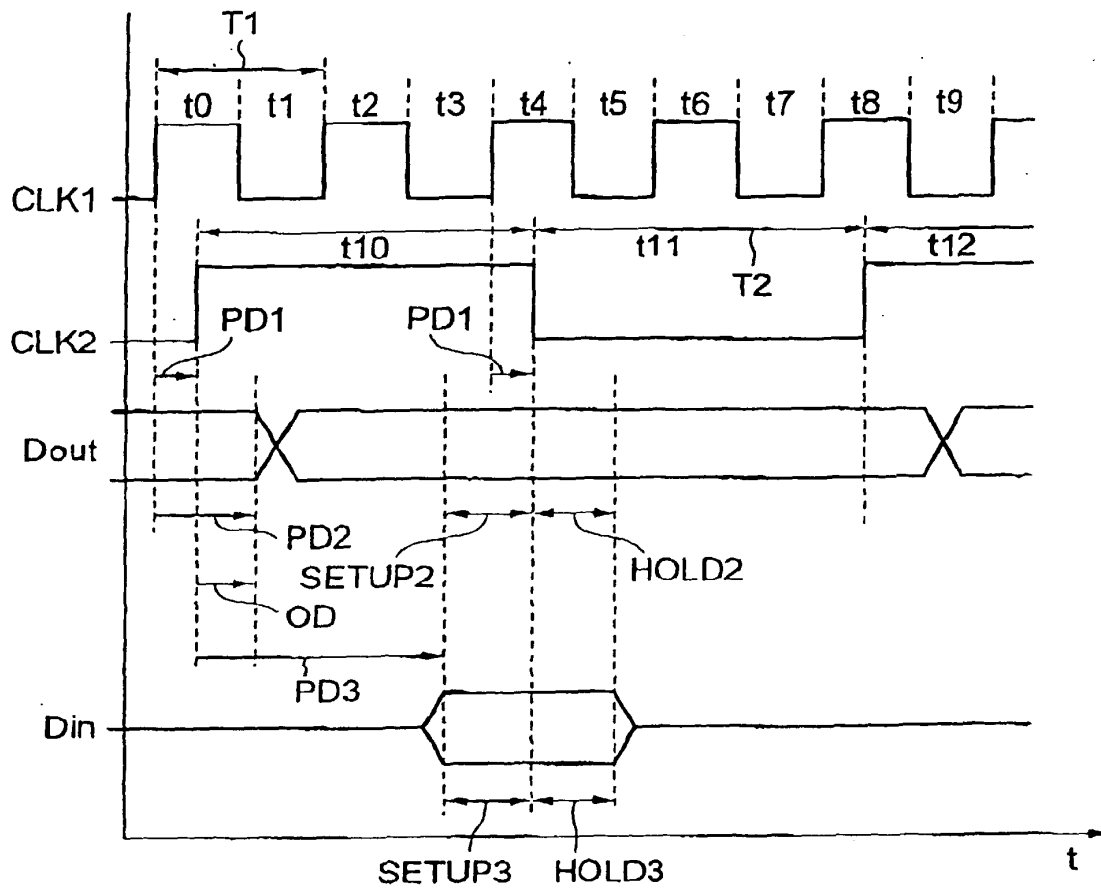 T1
t0 t1 t2 t3 t4 t5 t6 t7 t8 t9
CLK1
t10 t11 t12
T2
PD1 PD1
CLK2
Dout
PD2
SETUP2 HOLD2
OD
PD3
Din
SETUP3 HOLD3
t